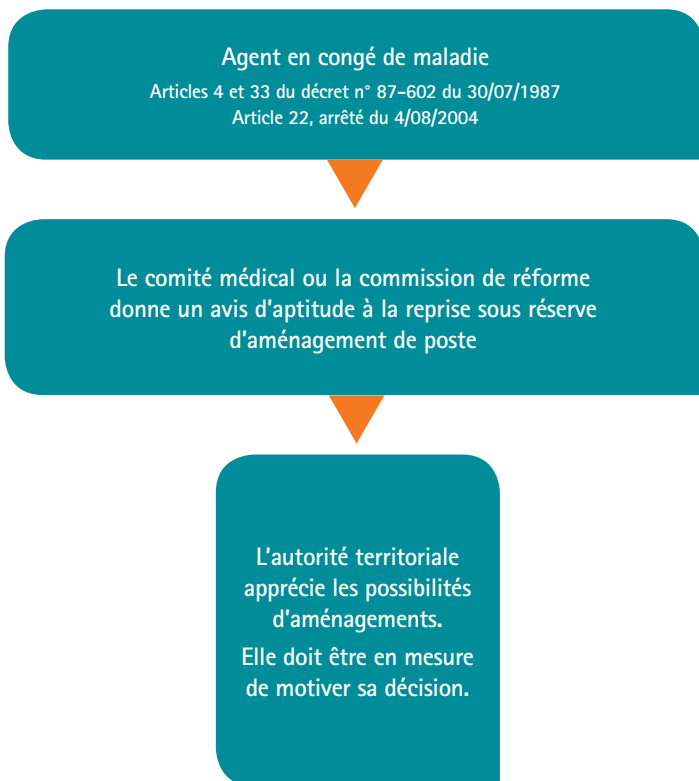 Agent en congé de maladie
Articles 4 et 33 du décret n° 87-602 du 30/07/1987
Article 22, arrêté du 4/08/2004
Le comité médical ou la commission de réforme
donne un avis d'aptitude à la reprise sous réserve
d'aménagement de poste
L'autorité territoriale
apprécie les possibilités
d'aménagements.
Elle doit être en mesure
de motiver sa décision.